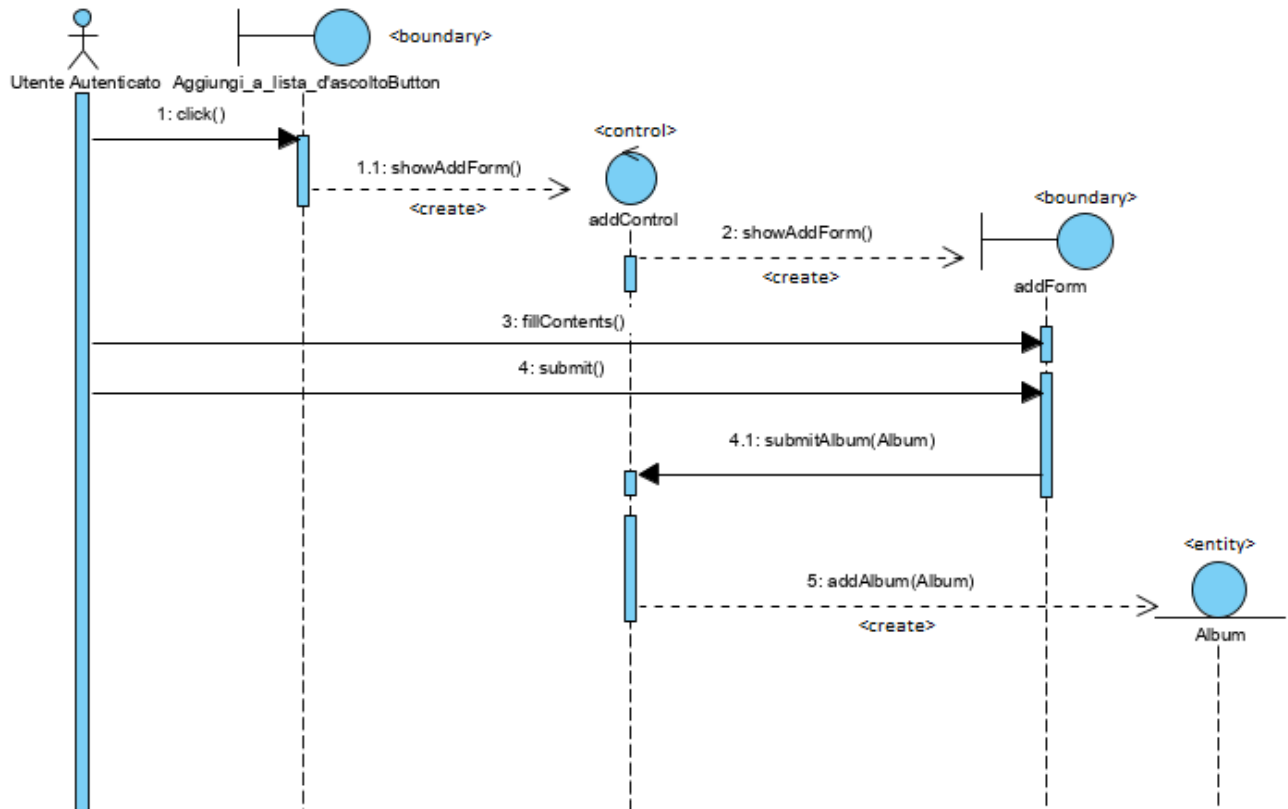 <boundary>
Utente Autenticato
Aggiungi_a_lista_d'ascoltoButton
1: click()
<control>
1.1: showAddForm()
<create>
addControl
<boundary>
2: showAddForm()
<create>
addForm
3: fillContents()
4: submit()
4.1: submitAlbum(Album)
<entity>
5: addAlbum(Album)
<create>
Album